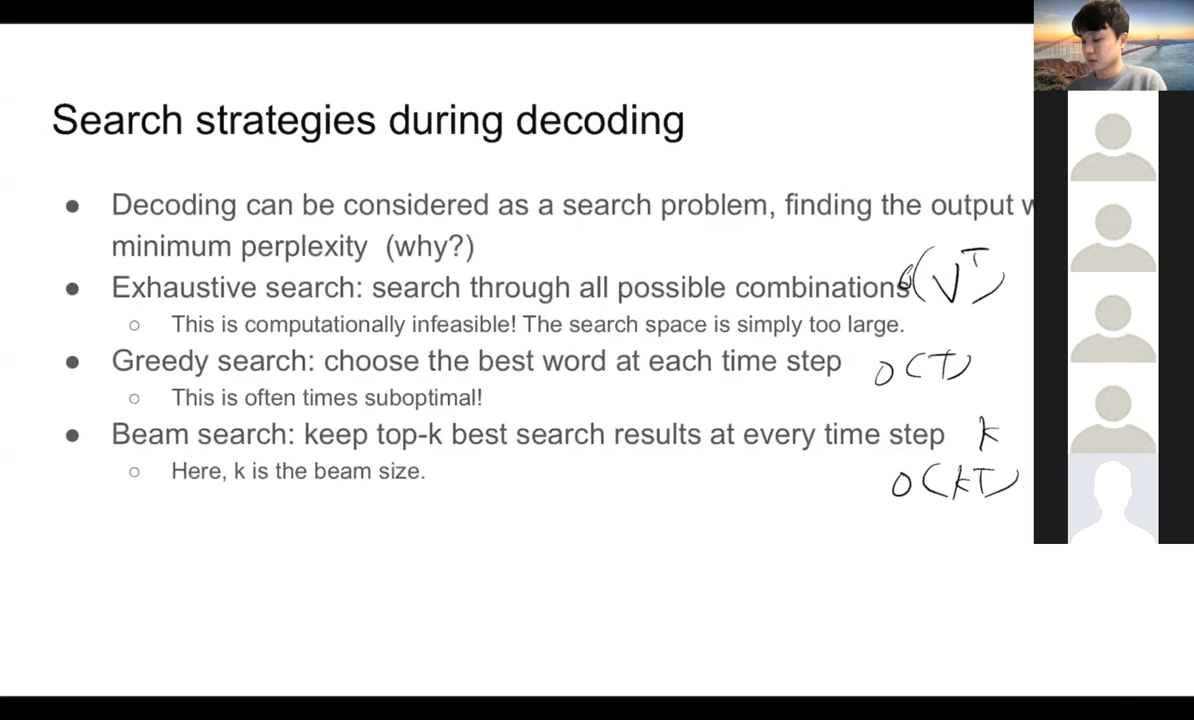 Search strategies during decoding
● Decoding can be considered as a search problem, finding the output w
minimum perplexity (why?)
● Exhaustive search: search through all possible combinations O(V^T)
○ This is computationally infeasible! The search space is simply too large.
● Greedy search: choose the best word at each time step O(T)
○ This is often times suboptimal!
● Beam search: keep top-k best search results at every time step k
○ Here, k is the beam size. O(kT)